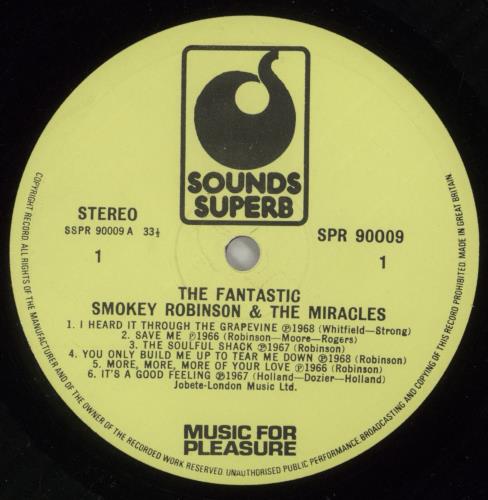 SOUNDS
SUPERB
STEREO
SSPR 90009 A 33⅓
1
SPR 90009
1
THE FANTASTIC
SMOKEY ROBINSON & THE MIRACLES
1. I HEARD IT THROUGH THE GRAPEVINE ℗1968 (Whitfield—Strong)
2. SAVE ME ℗1966 (Robinson—Moore—Rogers)
3. THE SOULFUL SHACK ℗1967 (Robinson)
4. YOU ONLY BUILD ME UP TO TEAR ME DOWN ℗1968 (Robinson)
5. MORE, MORE, MORE OF YOUR LOVE ℗1966 (Robinson)
6. IT'S A GOOD FEELING ℗1967 (Holland—Dozier—Holland)
Jobete-London Music Ltd.
MUSIC FOR
PLEASURE
COPYRIGHT RECORD. ALL RIGHTS OF THE MANUFACTURER AND OF THE OWNER OF THE RECORDED WORK RESERVED. UNAUTHORISED PUBLIC PERFORMANCE, BROADCASTING AND COPYING OF THIS RECORD PROHIBITED. MADE IN GREAT BRITAIN.